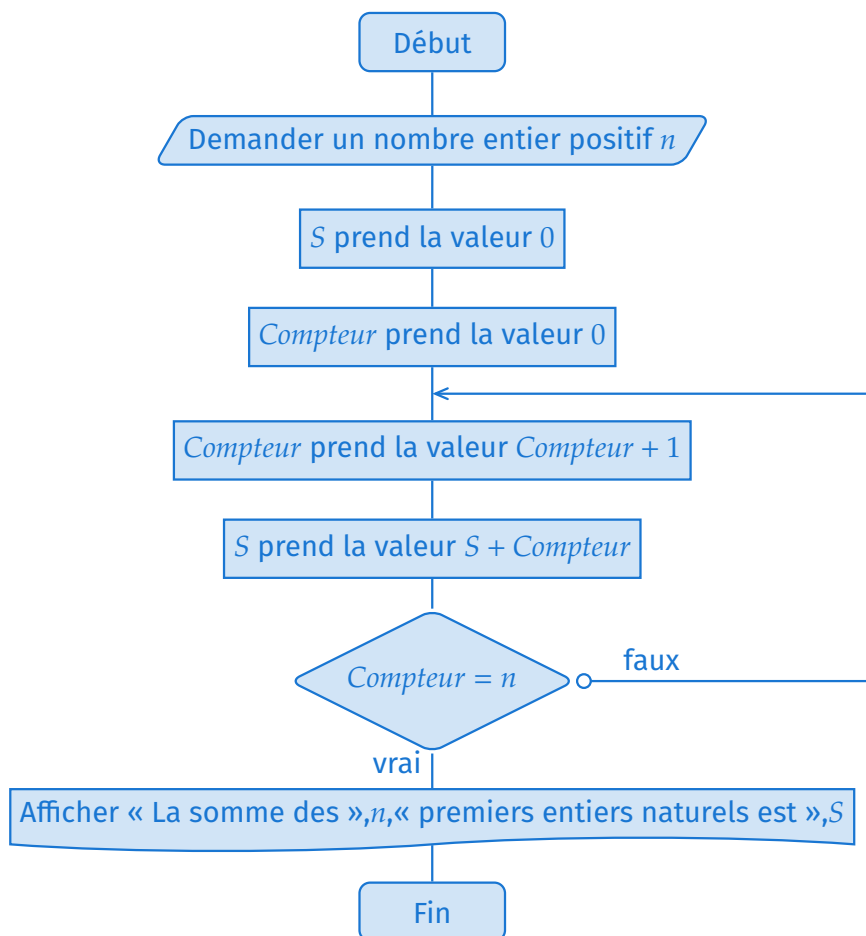 Début
Demander un nombre entier positif n
S prend la valeur 0
Compteur prend la valeur 0
Compteur prend la valeur Compteur + 1
S prend la valeur S + Compteur
Compteur = n
faux
vrai
Afficher « La somme des »,n,« premiers entiers naturels est »,S
Fin